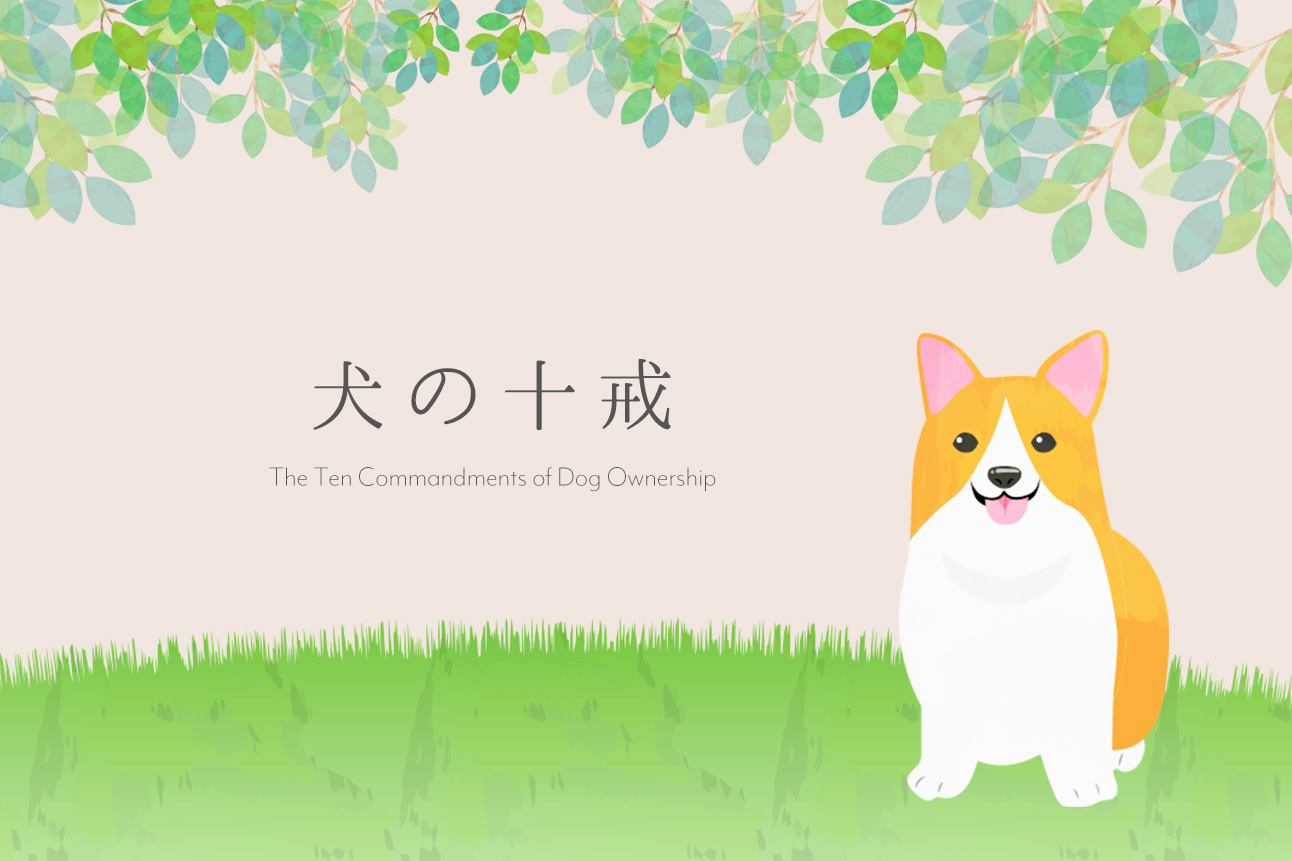 犬の十戒
The Ten Commandments of Dog Ownership